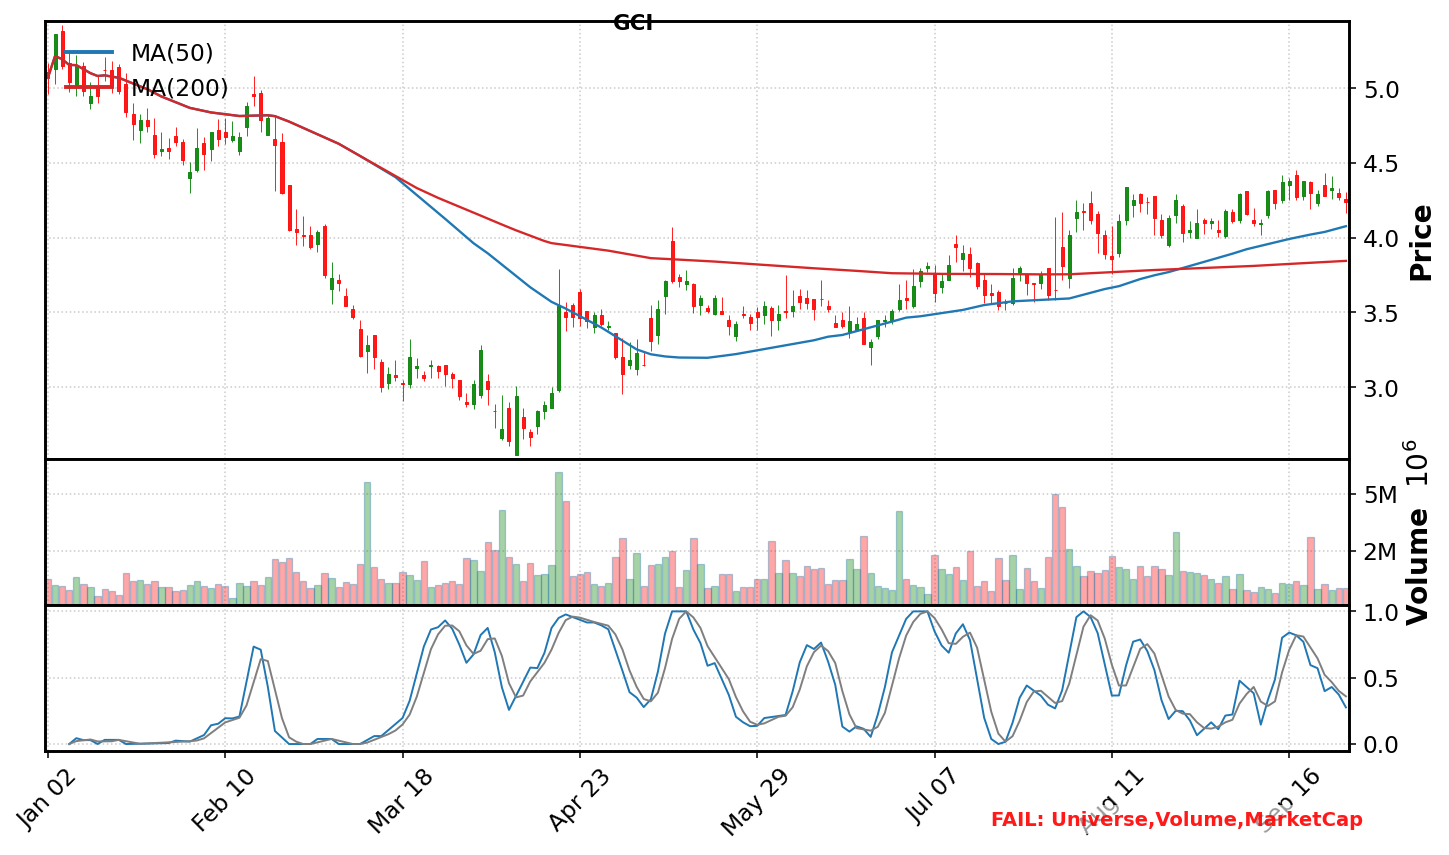 GCI
MA(50)
MA(200)
5.0
4.5
4.0
3.5
3.0
Price
5M
2M
Volume 10^6
1.0
0.5
0.0
Jan 02
Feb 10
Mar 18
Apr 23
May 29
Jul 07
Aug 11
Sep 16
FAIL: Universe,Volume,MarketCap